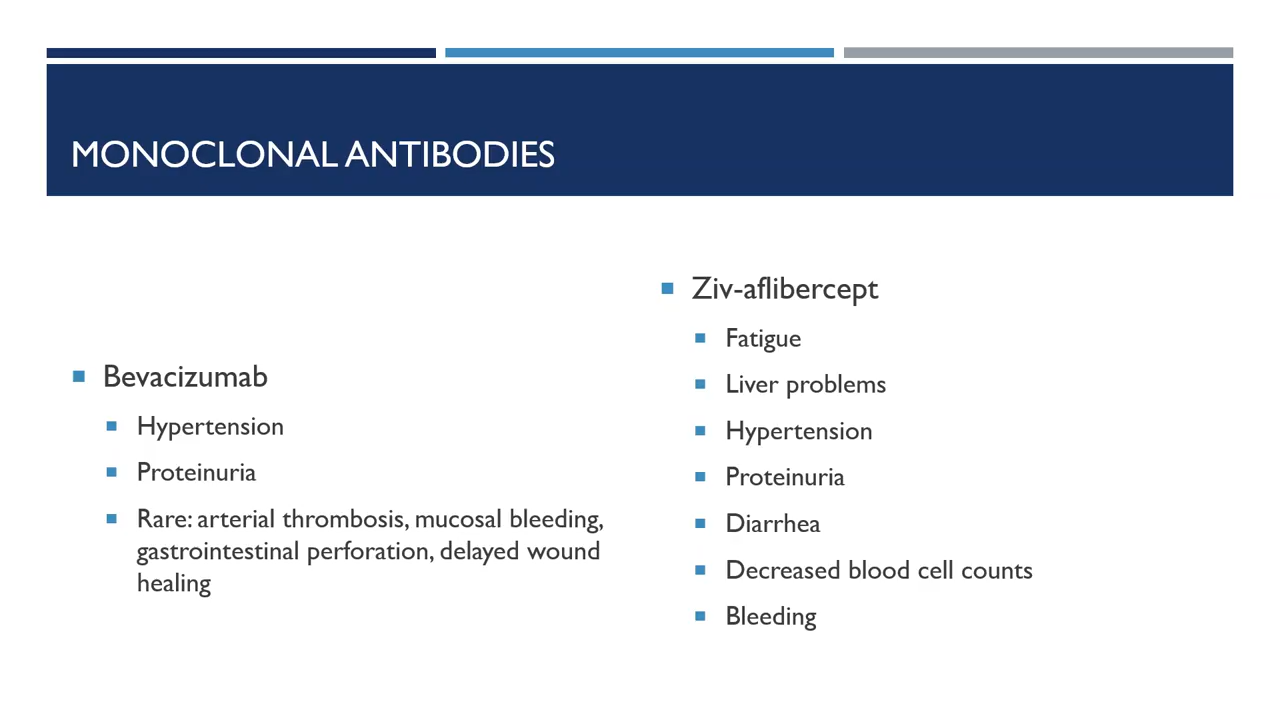 MONOCLONAL ANTIBODIES
Bevacizumab
Hypertension
Proteinuria
Rare: arterial thrombosis, mucosal bleeding,
gastrointestinal perforation, delayed wound
healing
Ziv-aflibercept
Fatigue
Liver problems
Hypertension
Proteinuria
Diarrhea
Decreased blood cell counts
Bleeding